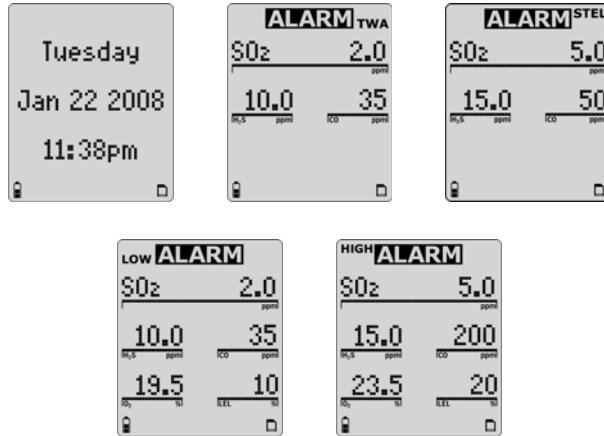 Tuesday
Jan 22 2008
11:38pm
ALARM TWA
SO₂ 2.0
ppm
10.0 35
H₂S ppm CO ppm
ALARM STEL
SO₂ 5.0
ppm
15.0 50
H₂S ppm CO ppm
LOW ALARM
SO₂ 2.0
ppm
10.0 35
H₂S ppm CO ppm
19.5 10
O₂ % LEL %
HIGH ALARM
SO₂ 5.0
ppm
15.0 200
H₂S ppm CO ppm
23.5 20
O₂ % LEL %